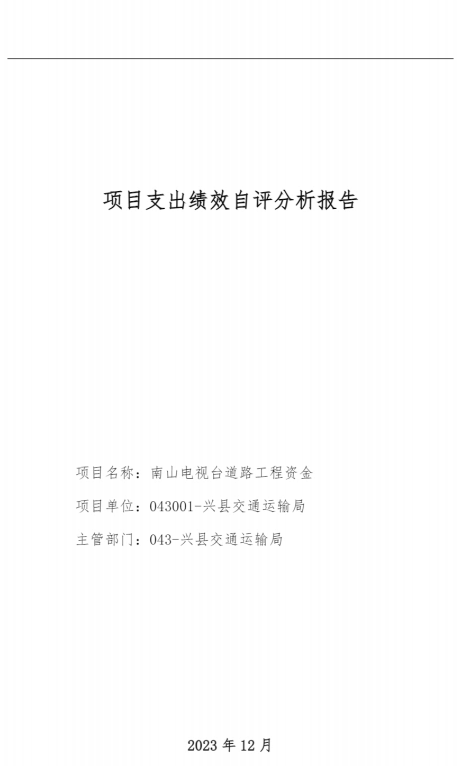 项目支出绩效自评分析报告
项目名称：南山电视台道路工程资金
项目单位：043001-兴县交通运输局
主管部门：043-兴县交通运输局
2023 年 12 月